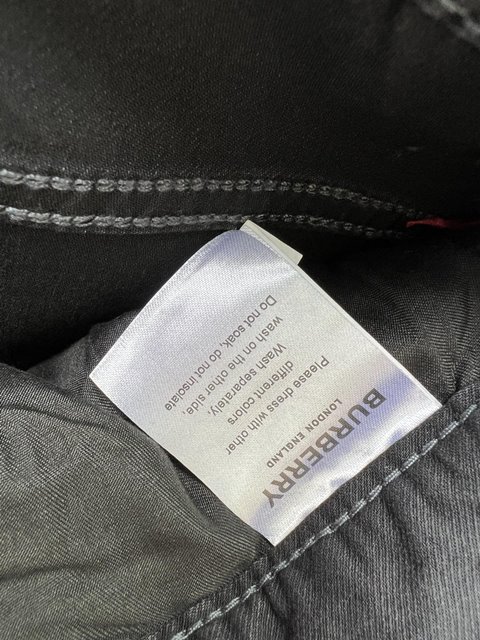 BURBERRY
LONDON ENGLAND
Please dress with other
different colors
Wash separately,
wash on the other side,
Do not soak, do not insolate